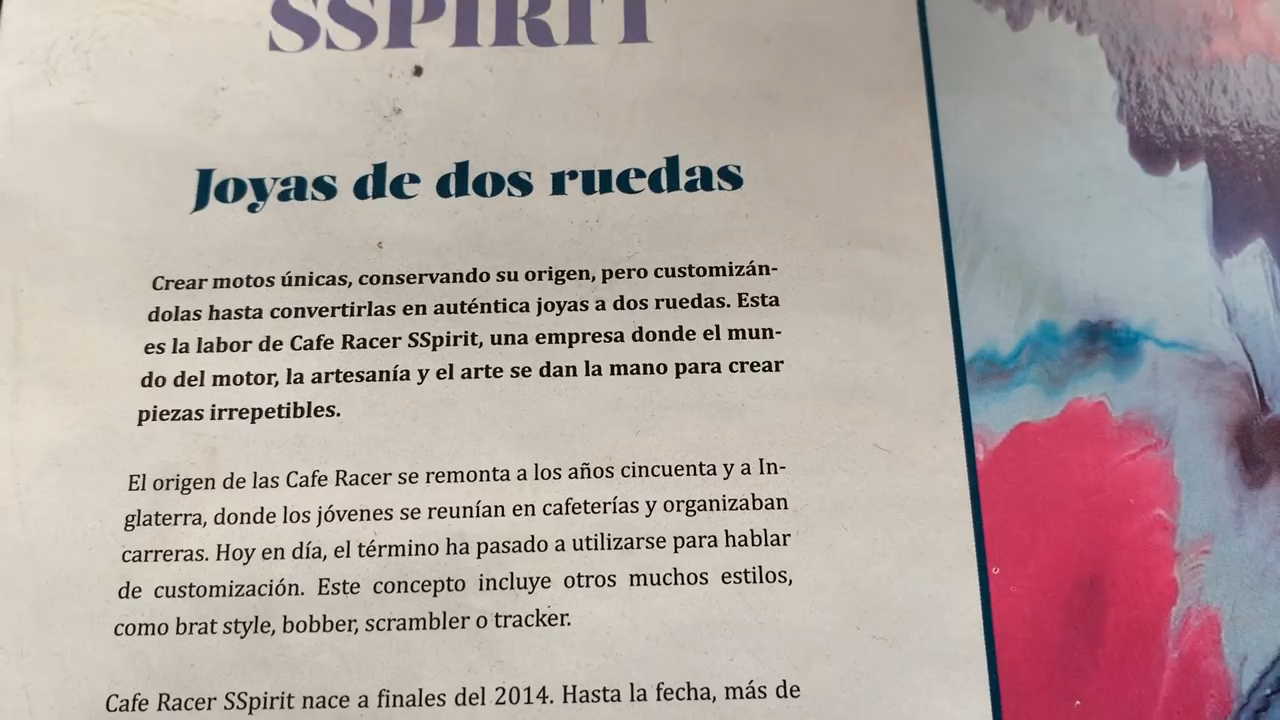 SSPIRIT
Joyas de dos ruedas
Crear motos únicas, conservando su origen, pero customizán-
dolas hasta convertirlas en auténtica joyas a dos ruedas. Esta
es la labor de Cafe Racer SSpirit, una empresa donde el mun-
do del motor, la artesanía y el arte se dan la mano para crear
piezas irrepetibles.
El origen de las Cafe Racer se remonta a los años cincuenta y a In-
glaterra, donde los jóvenes se reunían en cafeterías y organizaban
carreras. Hoy en día, el término ha pasado a utilizarse para hablar
de customización. Este concepto incluye otros muchos estilos,
como brat style, bobber, scrambler o tracker.
Cafe Racer SSpirit nace a finales del 2014. Hasta la fecha, más de